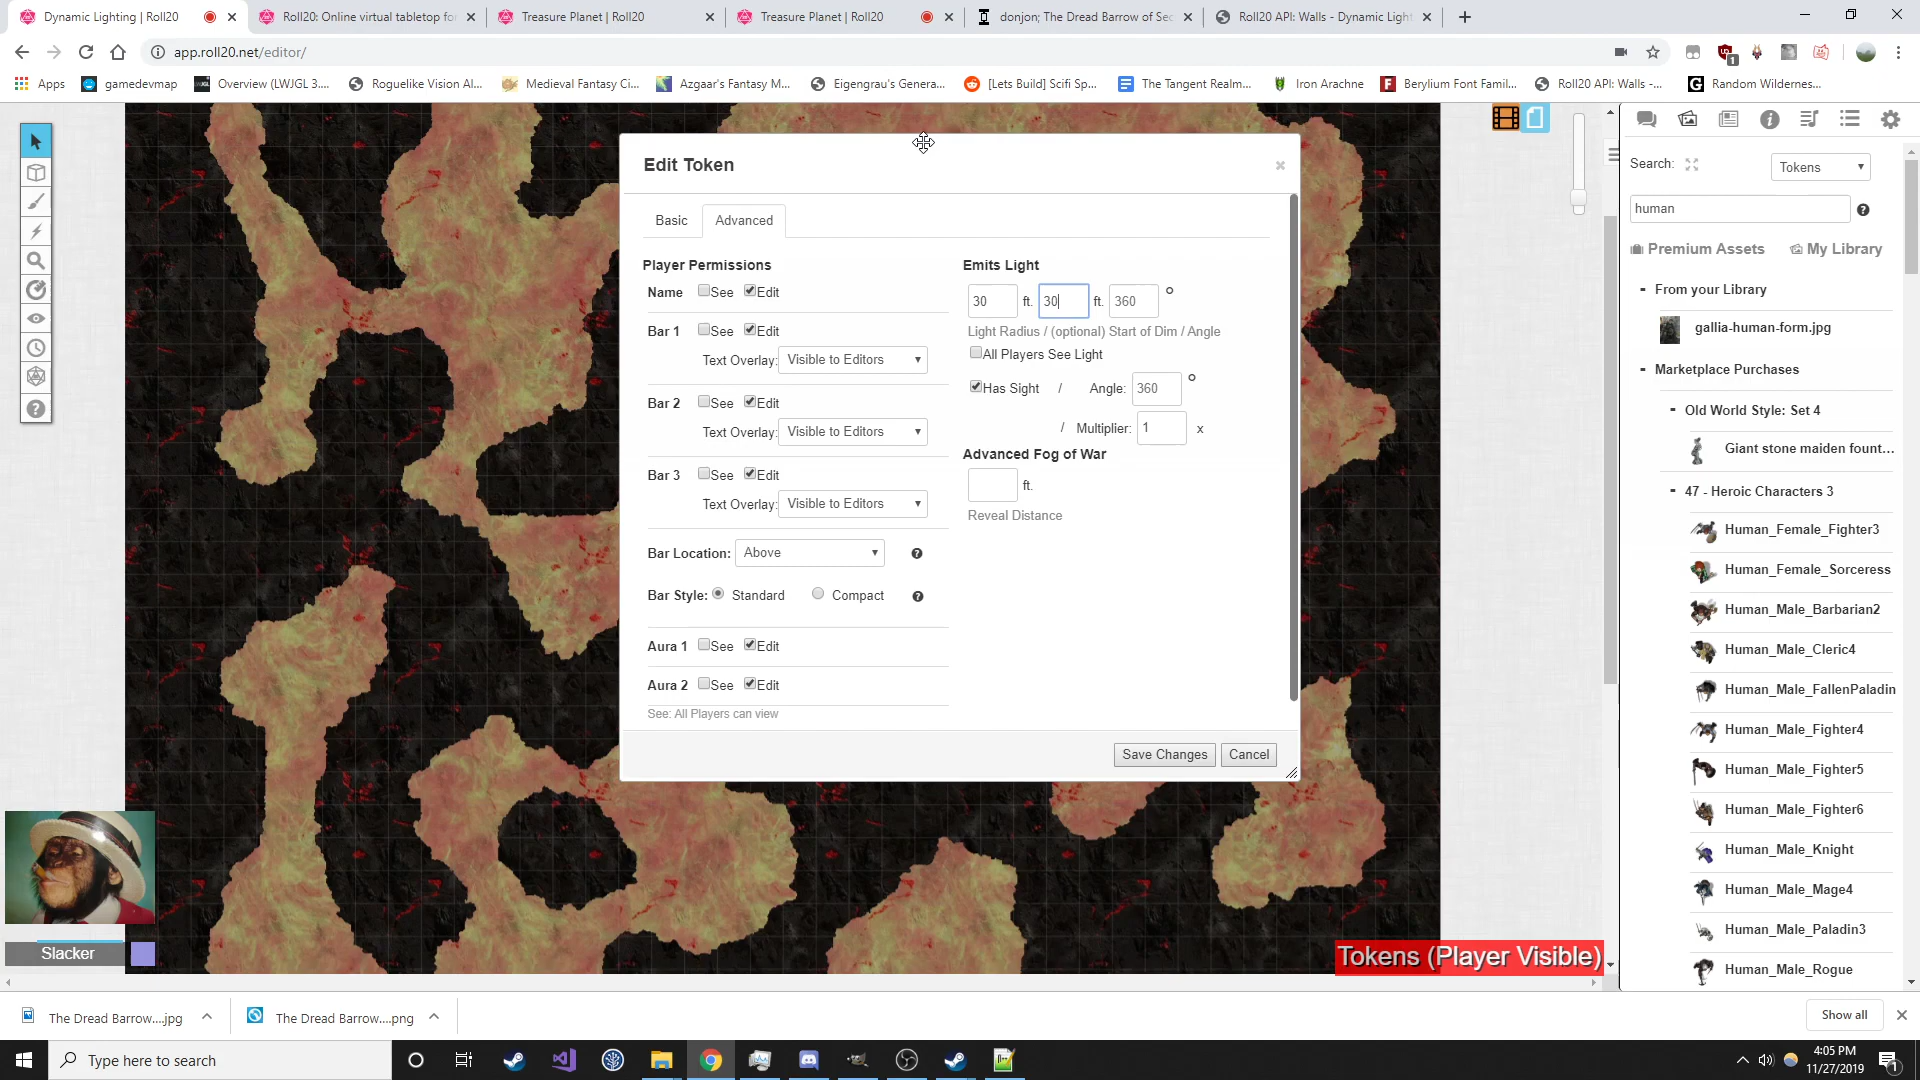 Dynamic Lighting | Roll20
Roll20: Online virtual tabletop fo
Treasure Planet | Roll20
Treasure Planet | Roll20
donjon; The Dread Barrow of Sec
Roll20 API: Walls - Dynamic Light
app.roll20.net/editor/
Apps
gamedevmap
Overview (LWJGL 3....
Roguelike Vision Al...
Medieval Fantasy Ci...
Azgaar's Fantasy M...
Eigengrau's Genera...
[Lets Build] Scifi Sp...
The Tangent Realm...
Iron Arachne
Berylium Font Famil...
Roll20 API: Walls -...
Random Wildernes...
Edit Token
Basic
Advanced
Player Permissions
Name See Edit
Bar 1 See Edit
Text Overlay: Visible to Editors
Bar 2 See Edit
Text Overlay: Visible to Editors
Bar 3 See Edit
Text Overlay: Visible to Editors
Bar Location: Above
Bar Style: Standard Compact
Aura 1 See Edit
Aura 2 See Edit
See: All Players can view
Emits Light
30 ft. 30 ft. 360 °
Light Radius / (optional) Start of Dim / Angle
All Players See Light
Has Sight / Angle: 360 °
/ Multiplier: 1 x
Advanced Fog of War
ft.
Reveal Distance
Save Changes
Cancel
Search:
Tokens
human
Premium Assets
My Library
From your Library
gallia-human-form.jpg
Marketplace Purchases
Old World Style: Set 4
Giant stone maiden fount...
47 - Heroic Characters 3
Human_Female_Fighter3
Human_Female_Sorceress
Human_Male_Barbarian2
Human_Male_Cleric4
Human_Male_FallenPaladin
Human_Male_Fighter4
Human_Male_Fighter5
Human_Male_Fighter6
Human_Male_Knight
Human_Male_Mage4
Human_Male_Paladin3
Human_Male_Rogue
Slacker
Tokens (Player Visible)
The Dread Barrow....jpg
The Dread Barrow....png
Show all
Type here to search
4:05 PM
11/27/2019
1